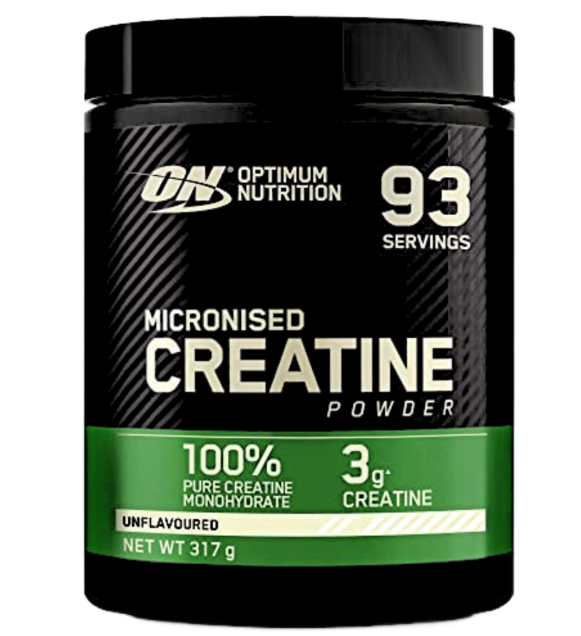 ON® OPTIMUM
NUTRITION
93
SERVINGS
MICRONISED
CREATINE
POWDER
100%
PURE CREATINE
MONOHYDRATE
3g*
CREATINE
UNFLAVOURED
NET WT 317 g